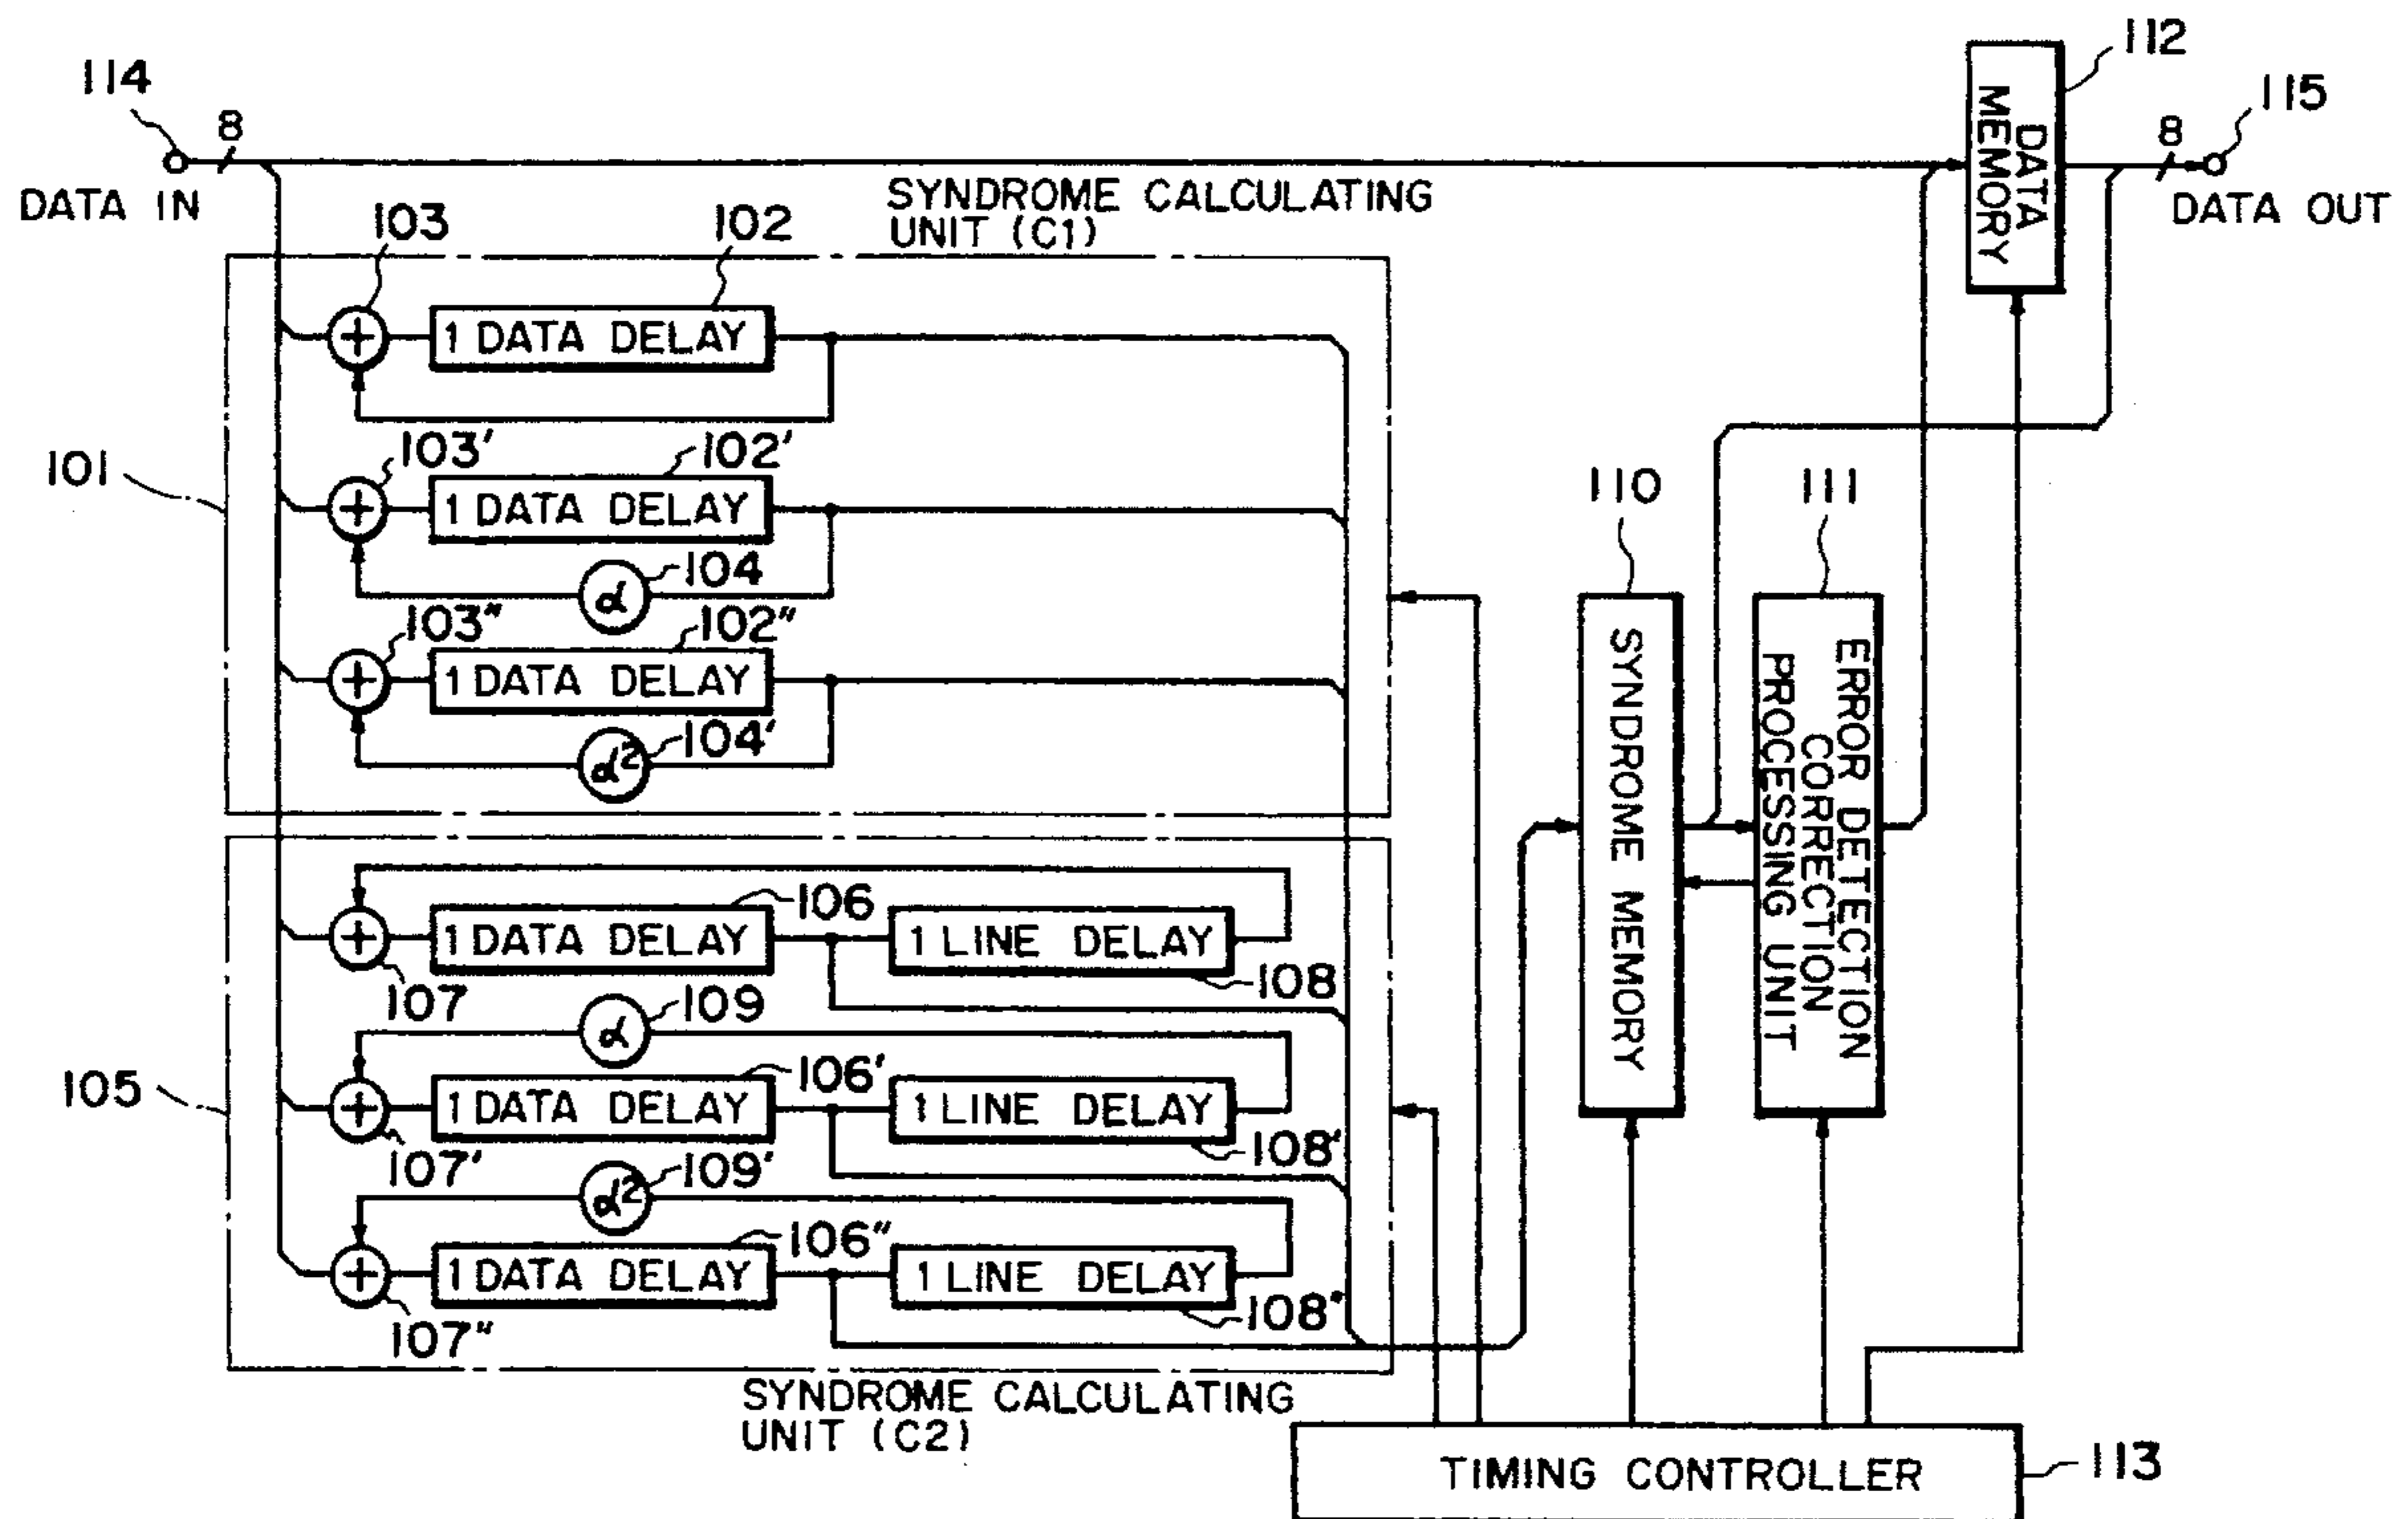 112
114
8
8
115
DATA MEMORY
DATA IN
SYNDROME CALCULATING
UNIT (C1)
DATA OUT
103
102
+
1 DATA DELAY
101
103'
102'
+
1 DATA DELAY
110
111
104
α
103"
102"
+
1 DATA DELAY
104'
α²
SYNDROME MEMORY
ERROR DETECTION
CORRECTION
PROCESSING UNIT
106
+
1 DATA DELAY
1 LINE DELAY
107
108
109
α
105
106'
+
1 DATA DELAY
1 LINE DELAY
107'
108'
109'
α²
106"
+
1 DATA DELAY
1 LINE DELAY
107"
108"
SYNDROME CALCULATING
UNIT (C2)
TIMING CONTROLLER
113